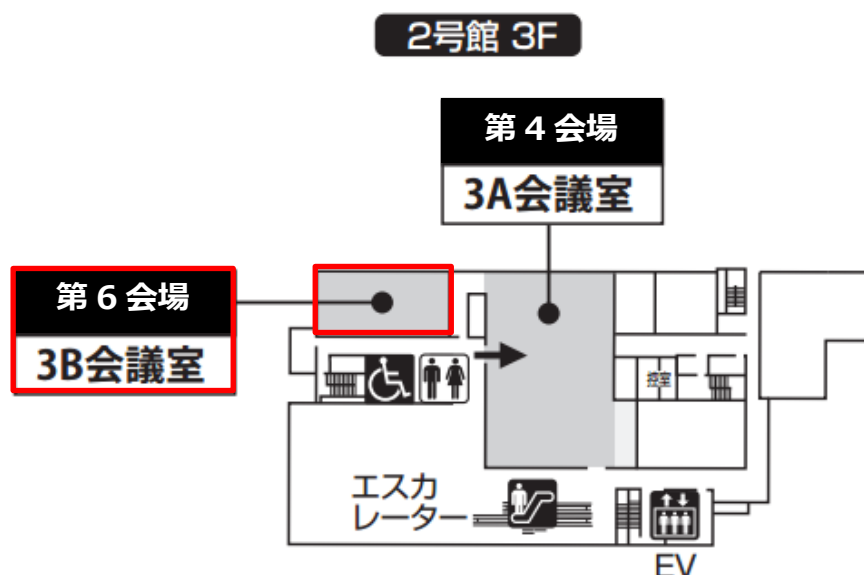 2号館 3F
第4会場
3A会議室
第6会場
3B会議室
控室
エスカ
レーター
EV